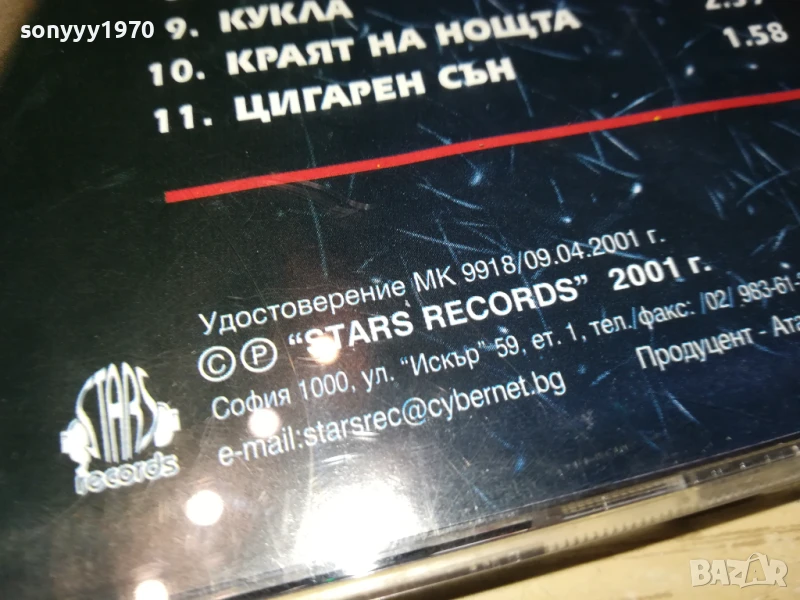 sonyyy1970
9. КУКЛА
10. КРАЯТ НА НОЩТА 1.58
11. ЦИГАРЕН СЪН
Удостоверение МК 9918/09.04.2001 г.
© ℗ "STARS RECORDS" 2001 г.
София 1000, ул. "Искър" 59, ет. 1, тел./факс: /02/ 983-61-
e-mail:starsrec@cybernet.bg
Продуцент -
STARS
records
BAZAR